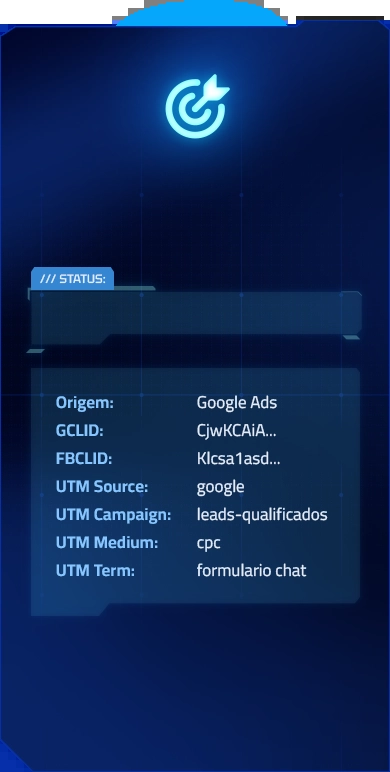 /// STATUS:
Origem: Google Ads
GCLID: CjwKCAiA...
FBCLID: Klcsa1asd...
UTM Source: google
UTM Campaign: leads-qualificados
UTM Medium: cpc
UTM Term: formulario chat